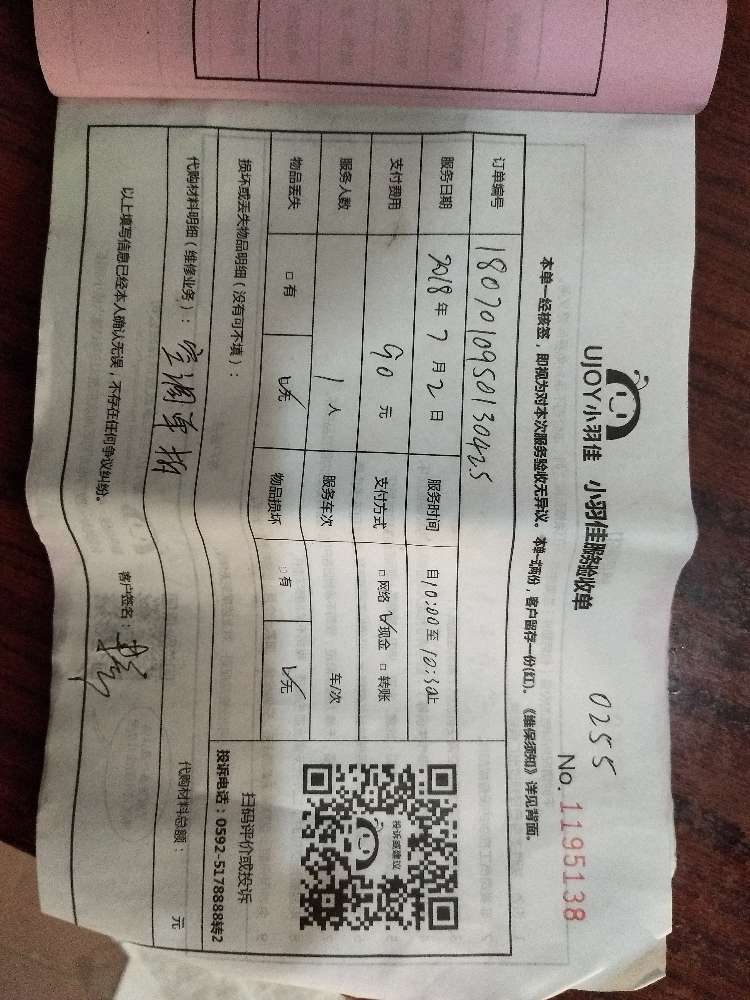 UJOY小羽佳 小羽佳服务验收单
0255
No.1195138
本单一经核签，即视为对本次服务验收无异议。本单一式两份，客户留存一份(红)。《维保须知》详见背面。
订单编号 1807010950130425
服务日期 2018年7月2日 服务时间 自10:00至10:30止
支付费用 90元 支付方式 □网络 ☑现金 □转账
服务人数 1人 服务车次 车/次
物品丢失 □有 ☑无 物品损坏 □有 ☑无
损坏或丢失物品明细（没有可不填）：
代购材料明细（维修业务）：空调单拆
代购材料总额： 元
以上填写信息已经本人确认无误，不存在任何争议纠纷。
客户签名：
投诉或建议
扫码评价或投诉
投诉电话：0592-5178888转2